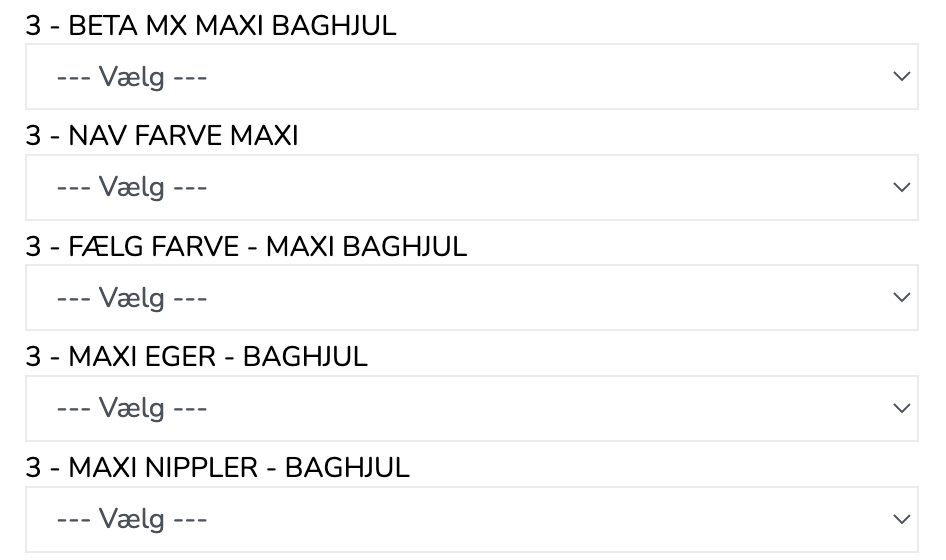 3 - BETA MX MAXI BAGHJUL
--- Vælg ---
3 - NAV FARVE MAXI
--- Vælg ---
3 - FÆLG FARVE - MAXI BAGHJUL
--- Vælg ---
3 - MAXI EGER - BAGHJUL
--- Vælg ---
3 - MAXI NIPPLER - BAGHJUL
--- Vælg ---